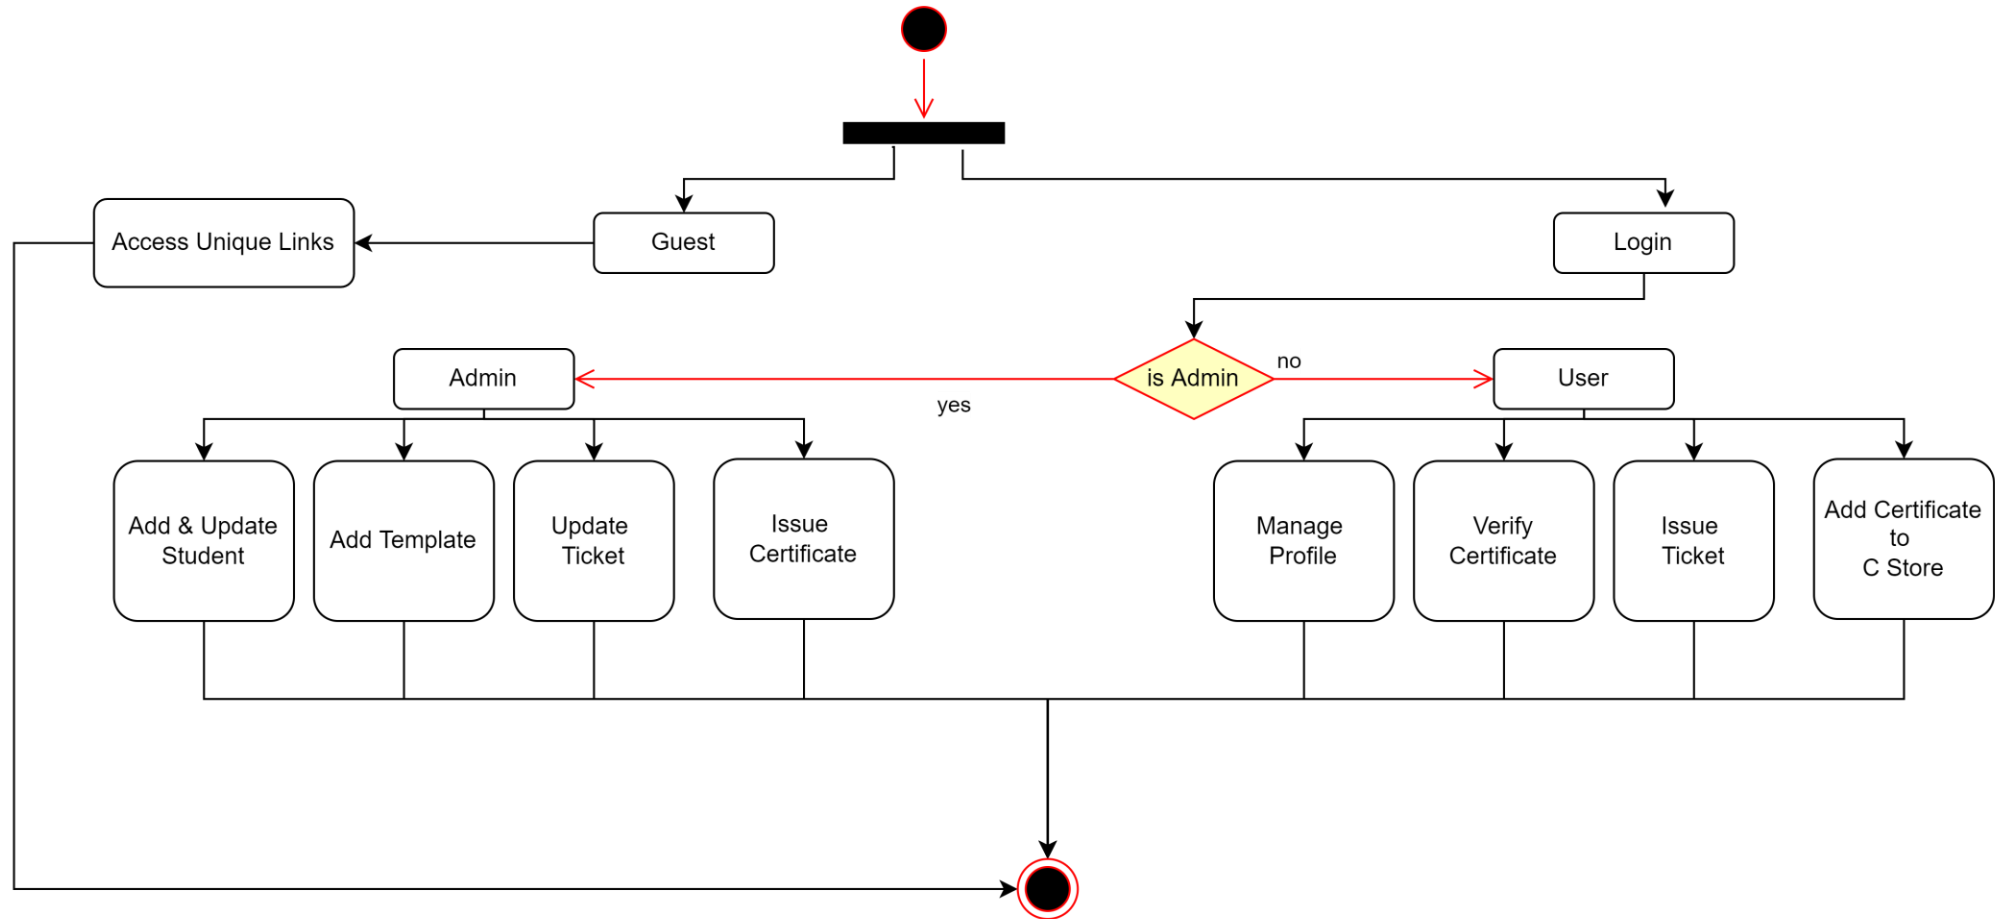 Access Unique Links
Guest
Login
Admin
is Admin
no
User
yes
Add & Update
Student
Add Template
Update
Ticket
Issue
Certificate
Manage
Profile
Verify
Certificate
Issue
Ticket
Add Certificate
to
C Store